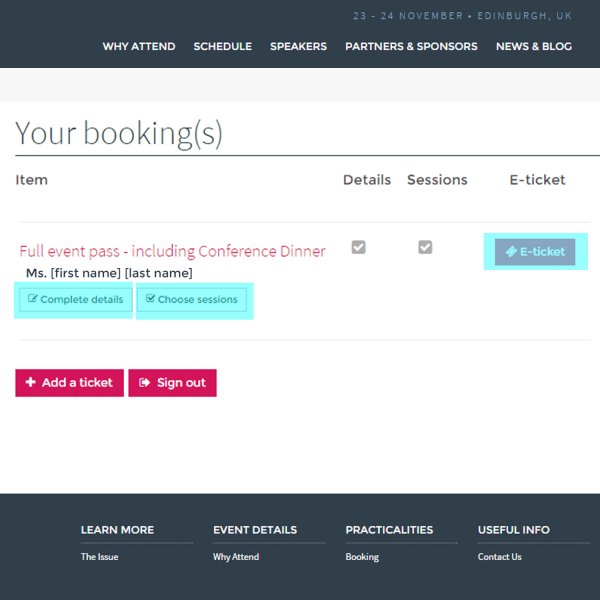 23 - 24 NOVEMBER • EDINBURGH, UK
WHY ATTEND SCHEDULE SPEAKERS PARTNERS & SPONSORS NEWS & BLOG
Your booking(s)
Item Details Sessions E-ticket
Full event pass - including Conference Dinner
E-ticket
Ms. [first name] [last name]
Complete details Choose sessions
Add a ticket Sign out
LEARN MORE EVENT DETAILS PRACTICALITIES USEFUL INFO
The Issue Why Attend Booking Contact Us